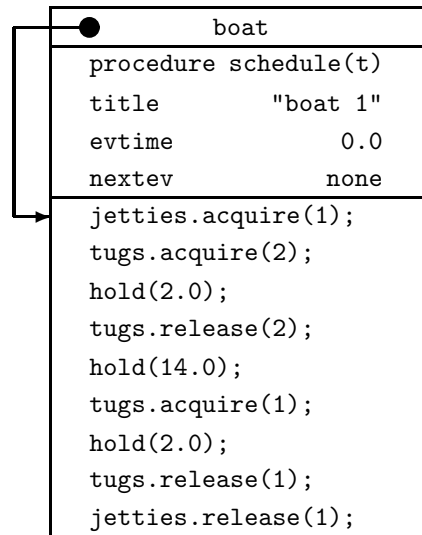 boat
procedure schedule(t)
title "boat 1"
evtime 0.0
nextev none
jetties.acquire(1);
tugs.acquire(2);
hold(2.0);
tugs.release(2);
hold(14.0);
tugs.acquire(1);
hold(2.0);
tugs.release(1);
jetties.release(1);